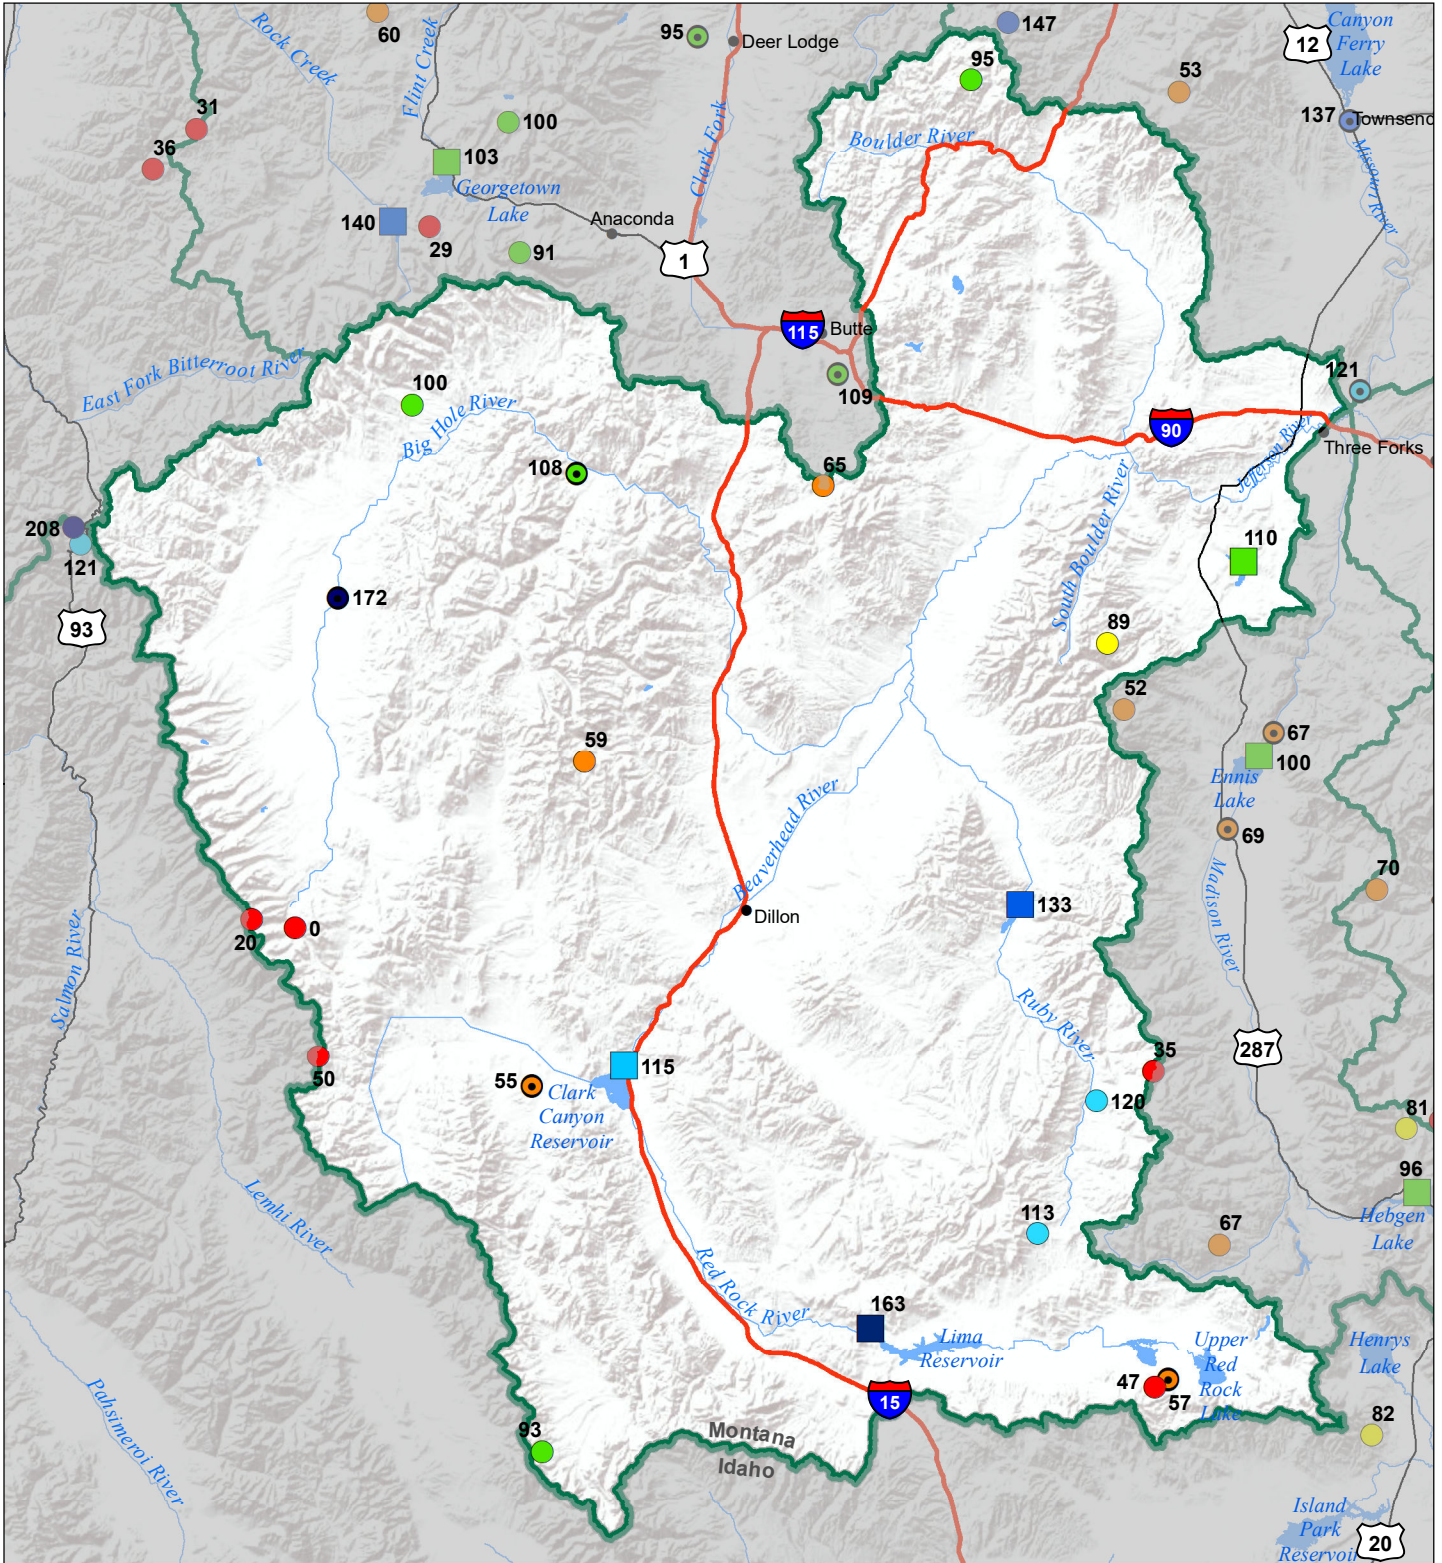 60
Rock Creek
Flint Creek
95
Deer Lodge
147
12
Canyon
Ferry
Lake
95
53
31
100
137
Townsend
36
103
Clark Fork
Boulder River
Missouri River
Georgetown
Lake
140
29
91
Anaconda
1
115
Butte
East Fork Bitterroot River
100
109
121
Big Hole River
90
Jefferson River
Three Forks
108
65
208
121
South Boulder River
110
172
93
89
52
67
59
100
Ennis
Lake
Beaverhead River
69
Madison River
70
133
Dillon
20
0
Salmon River
Ruby River
287
35
50
115
55
Clark
Canyon
Reservoir
120
81
96
Lemhi River
113
67
Hebgen
Lake
Red Rock River
163
Lima
Reservoir
Upper
Red
Rock
Lake
Henrys
Lake
47
57
15
Pahsimeroi River
93
Montana
Idaho
82
Island
Park
Reservoir
20